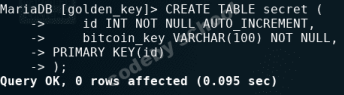 MariaDB [golden_key]> CREATE TABLE secret (
    ->     id INT NOT NULL AUTO_INCREMENT,
    ->     bitcoin_key VARCHAR(100) NOT NULL,
    -> PRIMARY KEY(id)
    -> );
Query OK, 0 rows affected (0.095 sec)